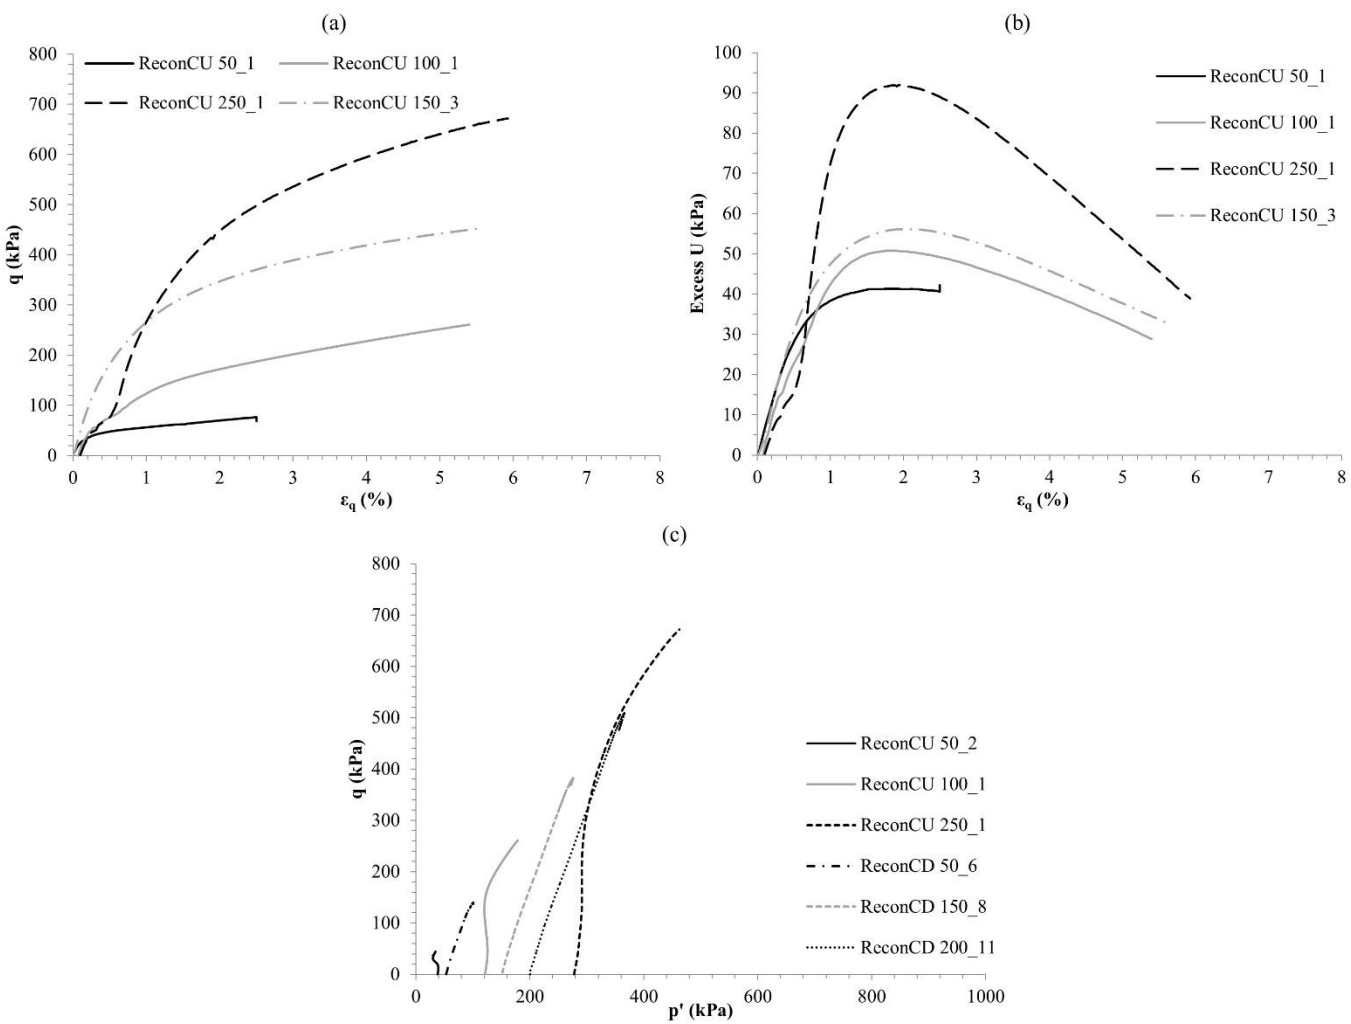 (a)
ReconCU 50_1
ReconCU 100_1
ReconCU 250_1
ReconCU 150_3
800
700
600
500
400
300
200
100
0
q (kPa)
0 1 2 3 4 5 6 7 8
εq (%)
(b)
ReconCU 50_1
ReconCU 100_1
ReconCU 250_1
ReconCU 150_3
100
90
80
70
60
50
40
30
20
10
0
Excess U (kPa)
0 1 2 3 4 5 6 7 8
εq (%)
(c)
800
700
600
500
400
300
200
100
0
q (kPa)
ReconCU 50_2
ReconCU 100_1
ReconCU 250_1
ReconCD 50_6
ReconCD 150_8
ReconCD 200_11
0 200 400 600 800 1000
p' (kPa)